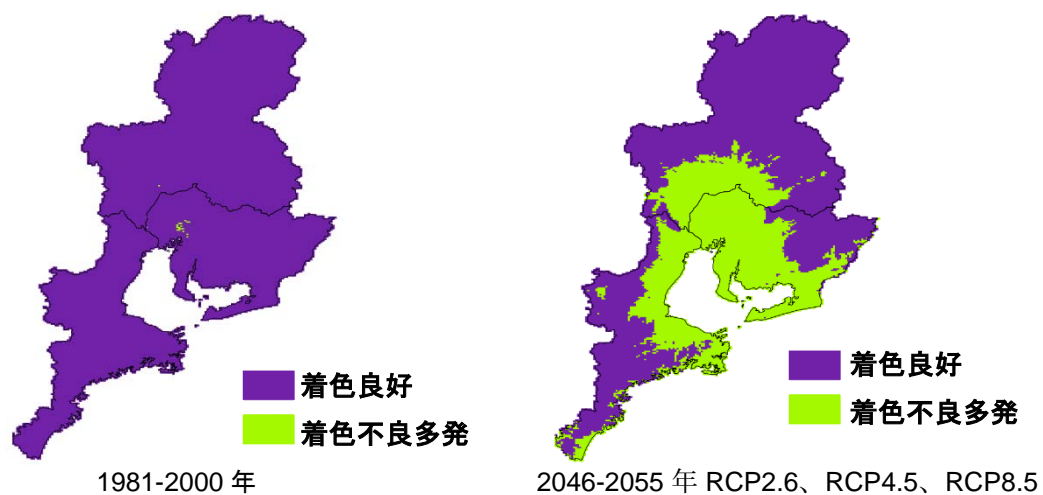 着色良好
着色不良多発
1981-2000 年
着色良好
着色不良多発
2046-2055 年 RCP2.6、RCP4.5、RCP8.5